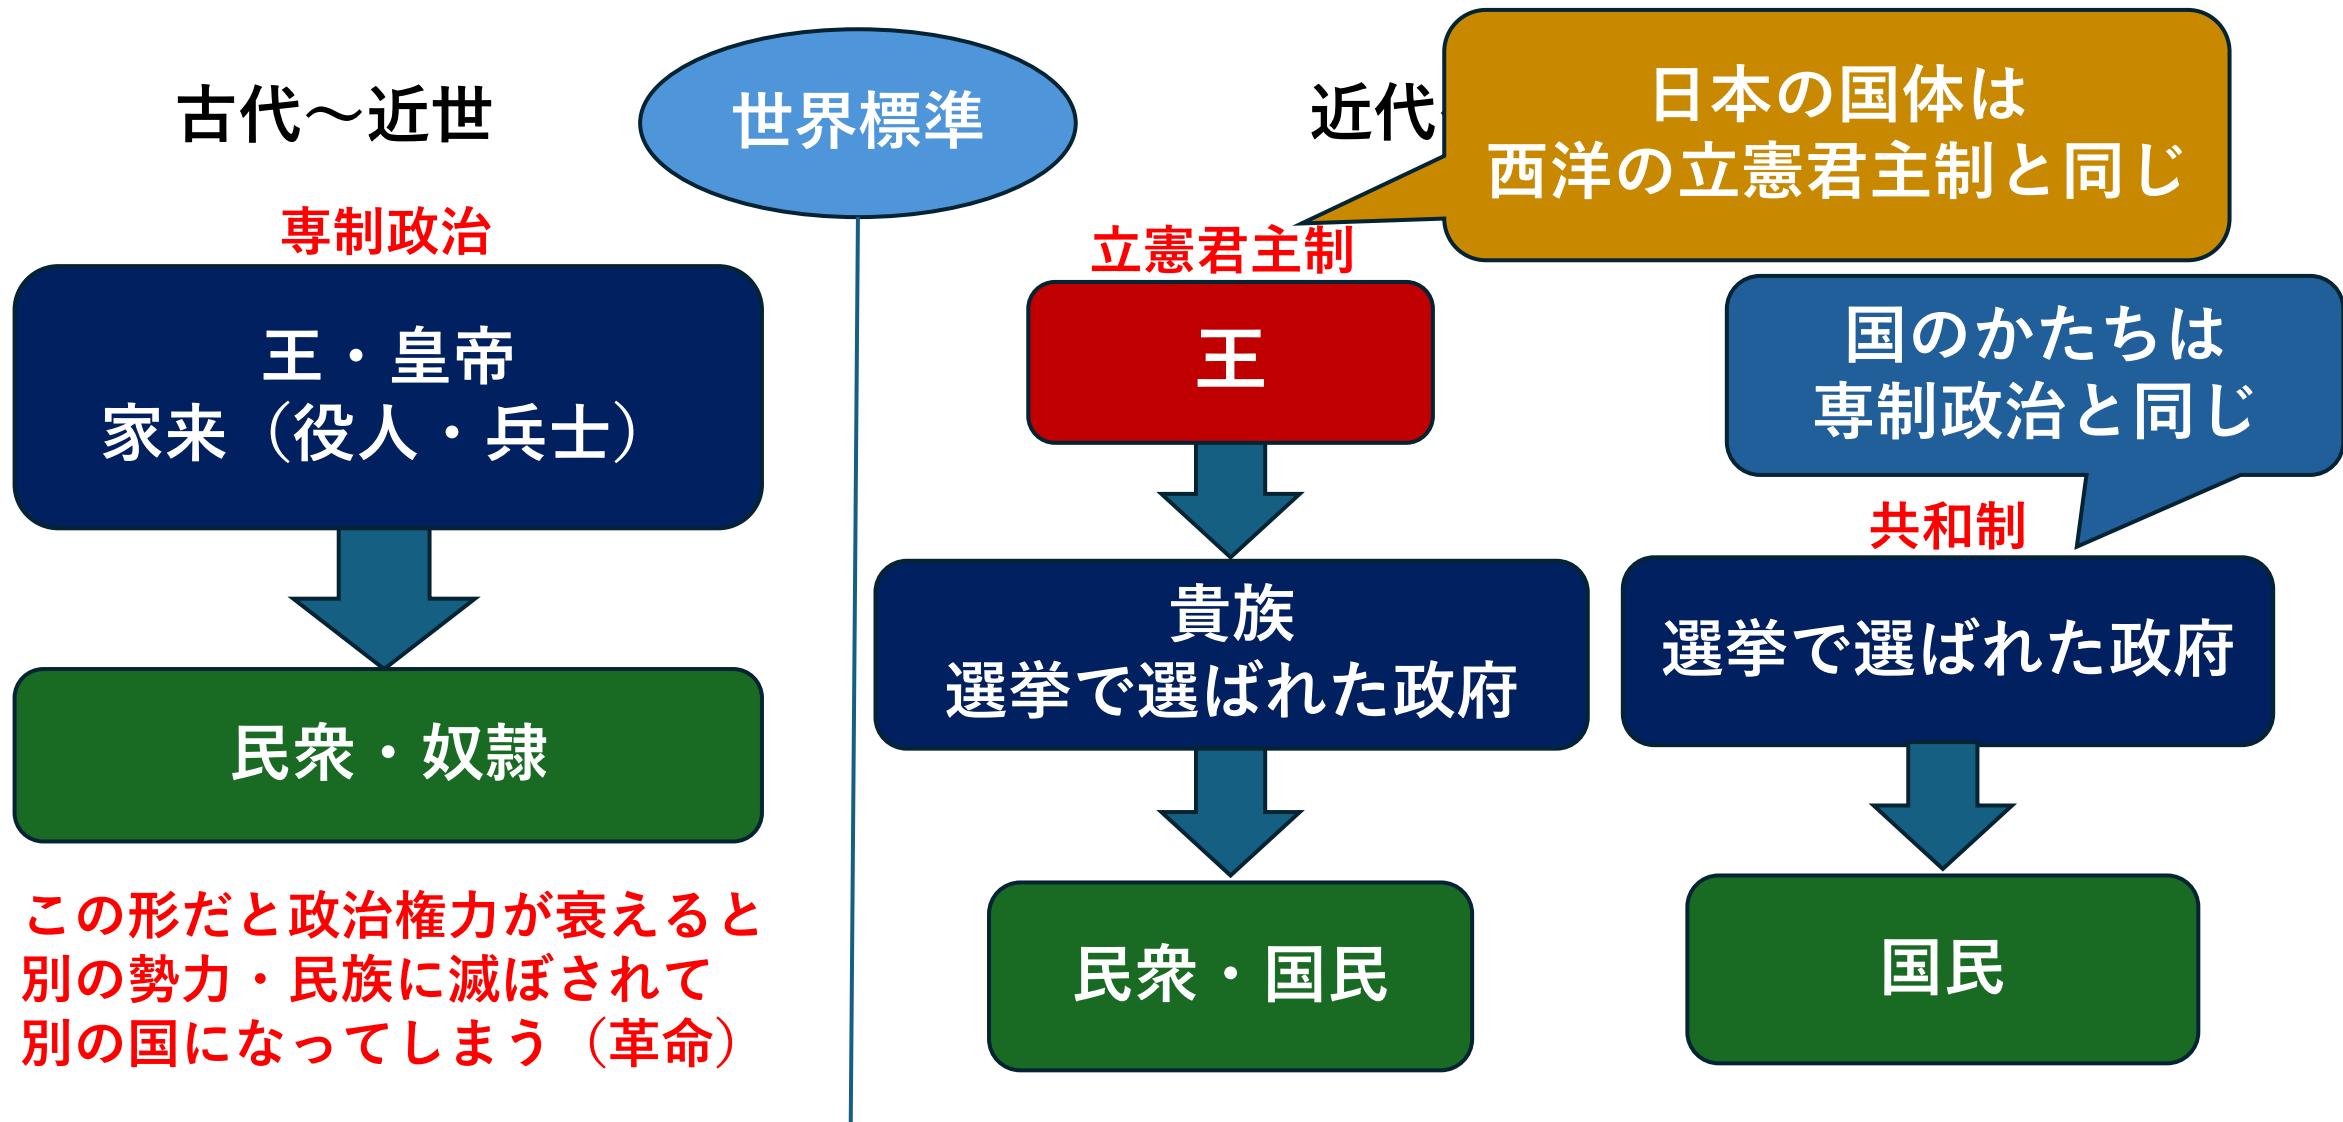 古代～近世
世界標準
近代
日本の国体は
西洋の立憲君主制と同じ
専制政治
王・皇帝
家来（役人・兵士）
民衆・奴隷
この形だと政治権力が衰えると
別の勢力・民族に滅ぼされて
別の国になってしまう（革命）
立憲君主制
王
貴族
選挙で選ばれた政府
民衆・国民
国のかたちは
専制政治と同じ
共和制
選挙で選ばれた政府
国民